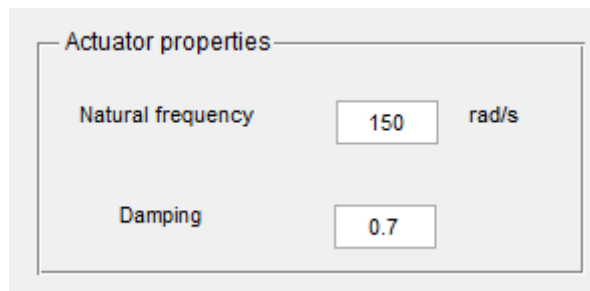 Actuator properties
Natural frequency 150 rad/s
Damping 0.7